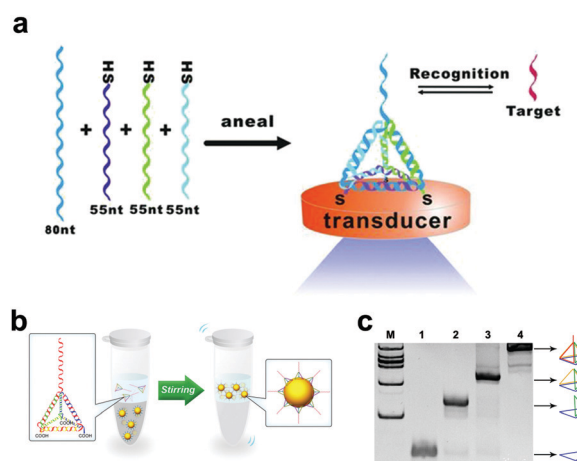 a
HS HS HS
+ + +
aneal
Recognition
Target
80nt
55nt 55nt 55nt
S S
transducer
b
Stirring
COOH
COOH COOH
c
M 1 2 3 4